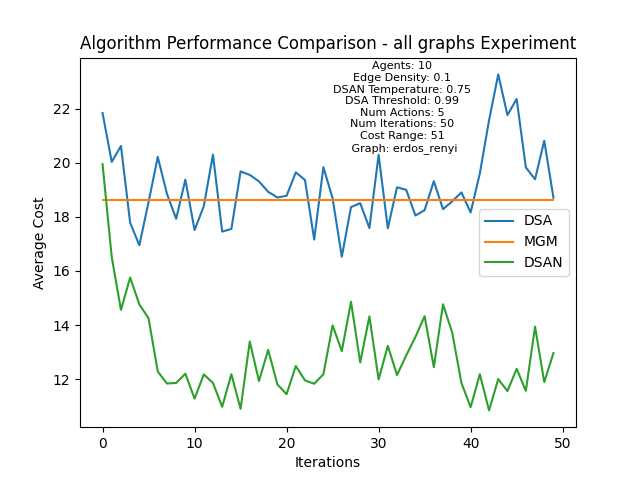 Algorithm Performance Comparison - all graphs Experiment
Agents: 10
Edge Density: 0.1
DSAN Temperature: 0.75
DSA Threshold: 0.99
Num Actions: 5
Num Iterations: 50
Cost Range: 51
Graph: erdos_renyi
22
20
18
16
14
12
Average Cost
DSA
MGM
DSAN
0
10
20
30
40
50
Iterations